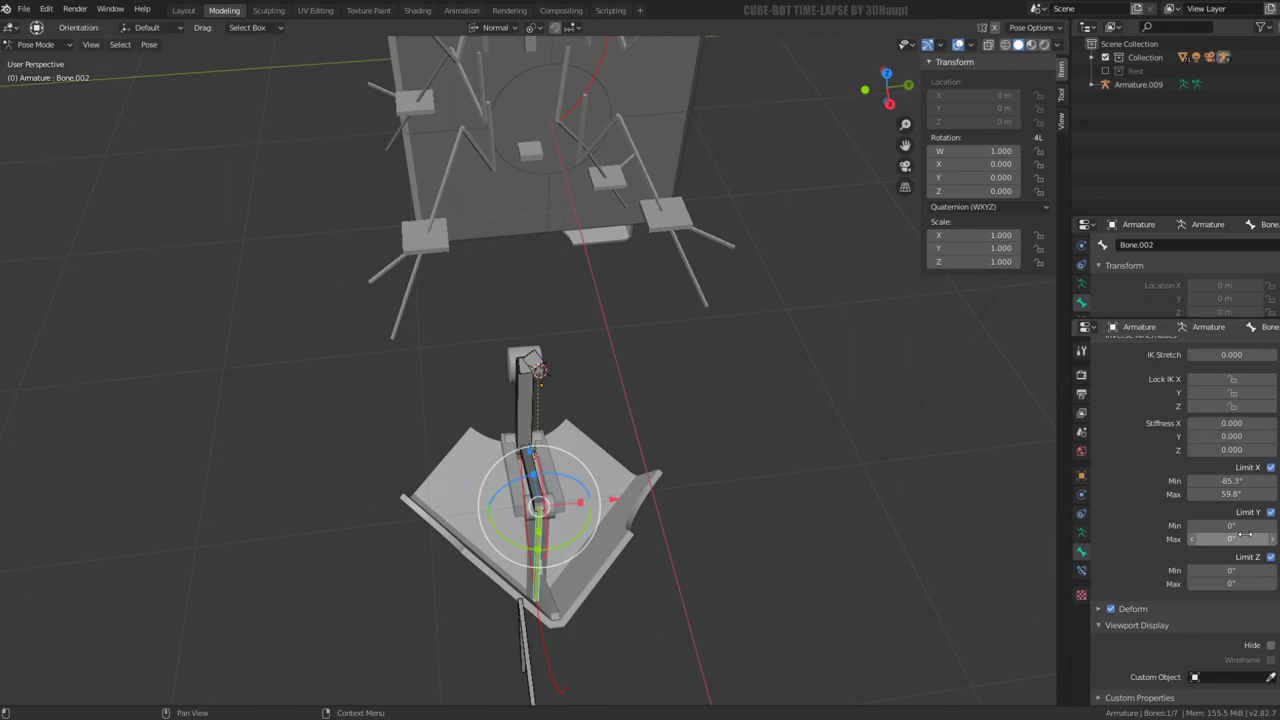 File Edit Render Window Help
Layout Modeling Sculpting UV Editing Texture Paint Shading Animation Rendering Compositing Scripting
CUBE-BOT TIME-LAPSE BY 3DHaupt
Scene
View Layer
Orientation: Default Drag: Select Box
Normal
Pose Options
Pose Mode View Select Pose
User Perspective
(0) Armature : Bone.002
Z
Y
X
Transform
Location:
X 0 m
Y 0 m
Z 0 m
Rotation: 4L
W 1.000
X 0.000
Y 0.000
Z 0.000
Quaternion (WXYZ)
Scale:
X 1.000
Y 1.000
Z 1.000
Item
Tool
View
Scene Collection
Collection
Rest
Armature.009
Armature Armature Bone.
Bone.002
Transform
Location X 0 m
Y 0 m
Z 0 m
Armature Armature Bone
Inverse Kinematics
IK Stretch 0.000
Lock IK X
Y
Z
Stiffness X 0.000
Y 0.000
Z 0.000
Limit X
Min -85.3°
Max 59.8°
Limit Y
Min 0°
Max 0°
Limit Z
Min 0°
Max 0°
Deform
Viewport Display
Hide
Wireframe
Custom Object
Custom Properties
Pan View
Context Menu
Armature | Bones:1/7 | Mem: 155.5 MiB | v2.82.7